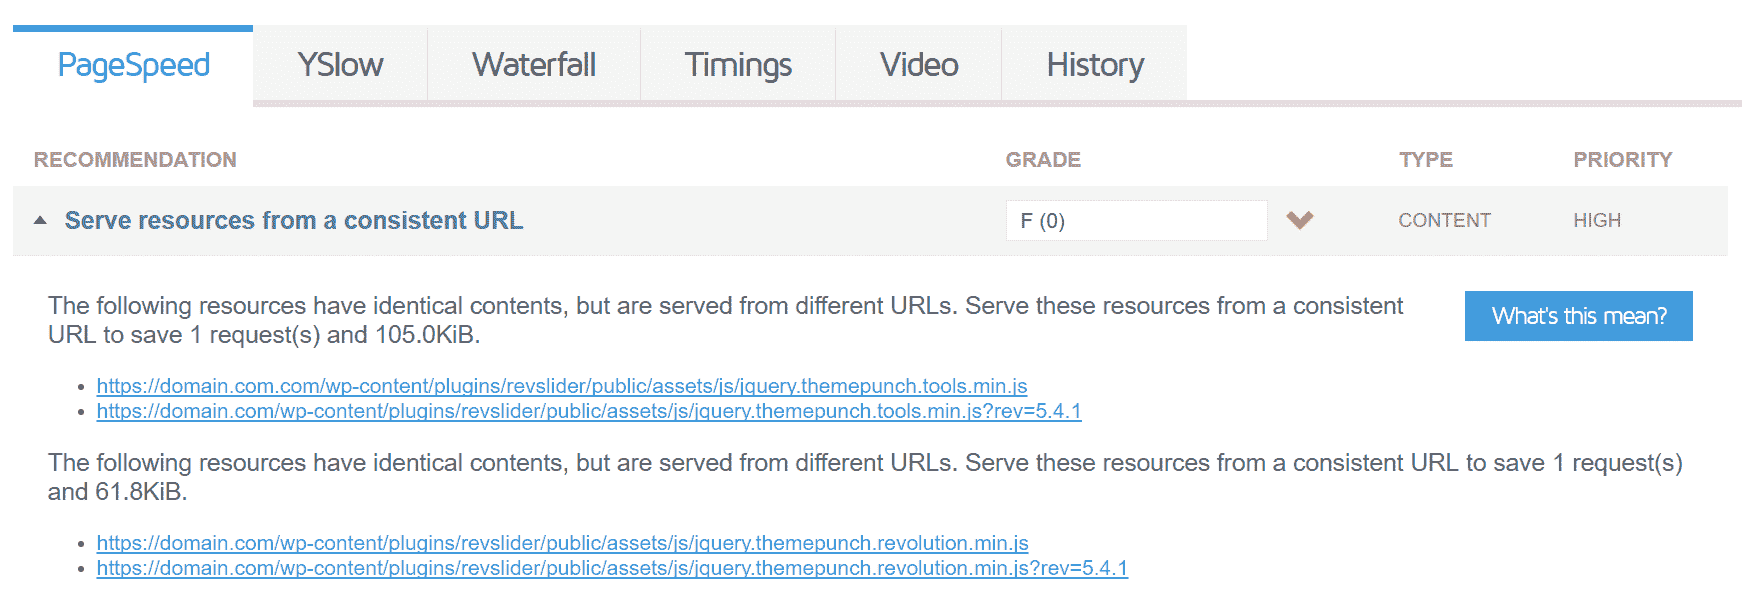 PageSpeed YSlow Waterfall Timings Video History
RECOMMENDATION GRADE TYPE PRIORITY
Serve resources from a consistent URL F (0) CONTENT HIGH
The following resources have identical contents, but are served from different URLs. Serve these resources from a consistent
URL to save 1 request(s) and 105.0KiB.
What's this mean?
https://domain.com.com/wp-content/plugins/revslider/public/assets/js/jquery.themepunch.tools.min.js
https://domain.com/wp-content/plugins/revslider/public/assets/js/jquery.themepunch.tools.min.js?rev=5.4.1
The following resources have identical contents, but are served from different URLs. Serve these resources from a consistent URL to save 1 request(s)
and 61.8KiB.
https://domain.com/wp-content/plugins/revslider/public/assets/js/jquery.themepunch.revolution.min.js
https://domain.com/wp-content/plugins/revslider/public/assets/js/jquery.themepunch.revolution.min.js?rev=5.4.1